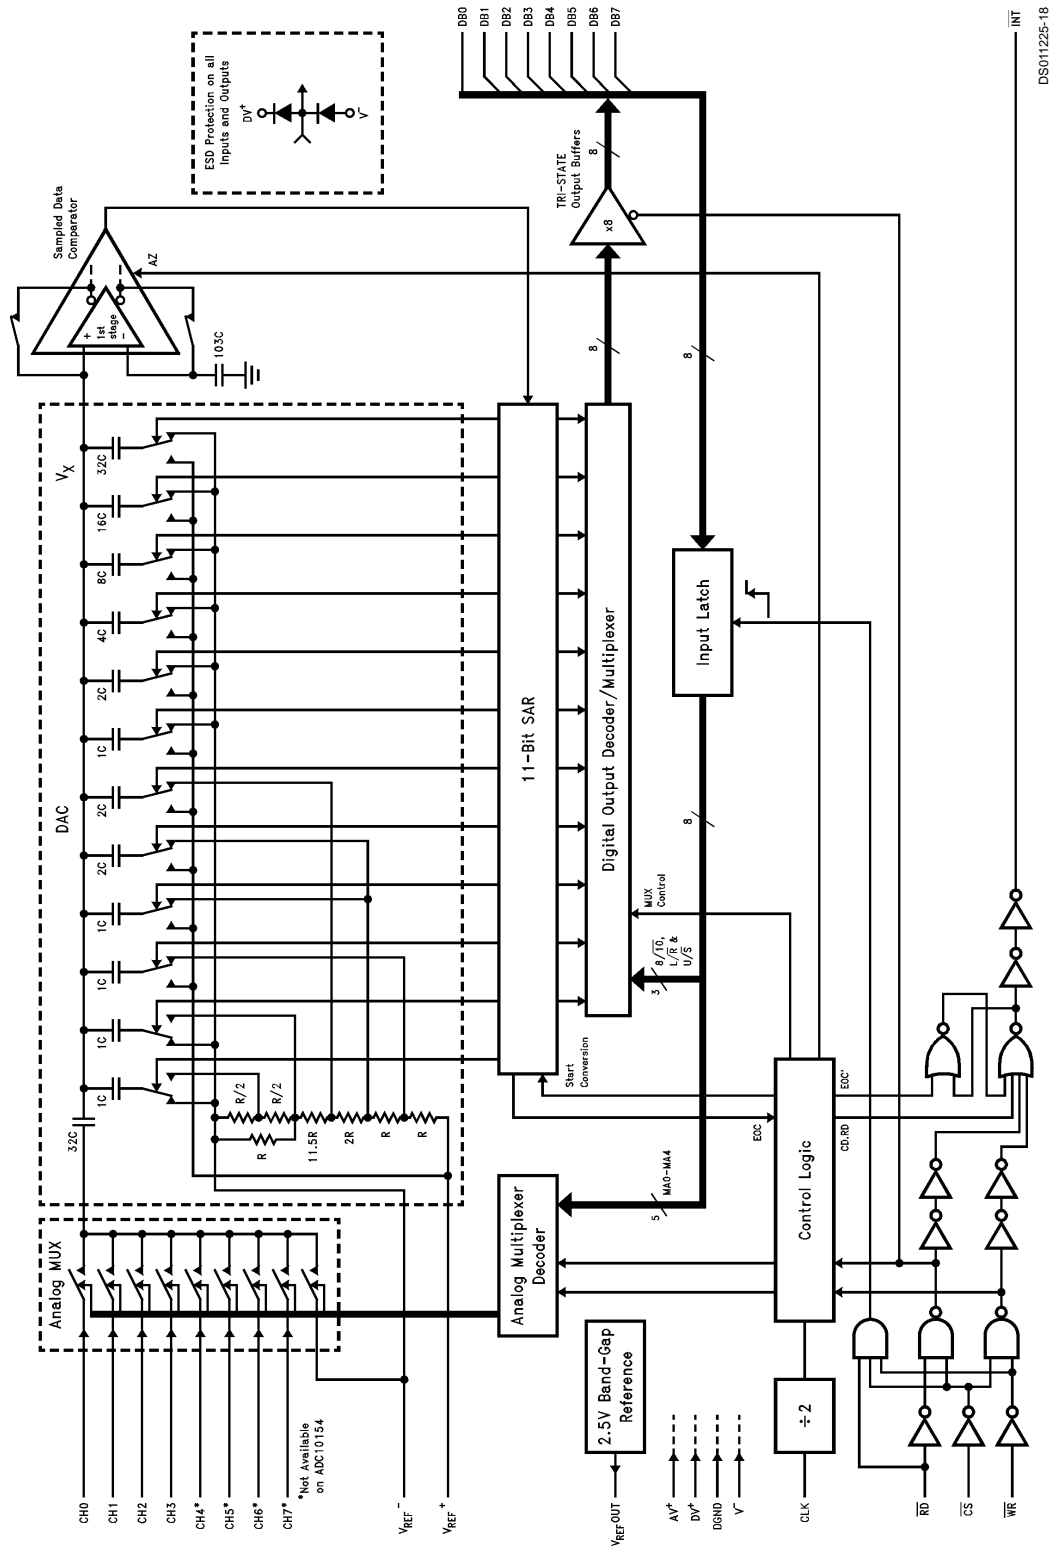 CH0
CH1
CH2
CH3
CH4*
CH5*
CH6*
CH7*
*Not Available
on ADC10154
VREF-
VREF+
Analog MUX
DAC
VX
32C
1C
1C
1C
1C
2C
2C
1C
2C
4C
8C
16C
32C
R/2
R/2
R
11.5R
2R
R
R
Sampled Data
Comparator
+
1st
stage
-
AZ
103C
ESD Protection on all
Inputs and Outputs
DV+
V-
11-Bit SAR
Start
Conversion
Digital Output Decoder/Multiplexer
MUX
Control
3
8/1̅0̅,
L/R̅ &
U/S̅
8
TRI-STATE
Output Buffers
x8
8
DB0
DB1
DB2
DB3
DB4
DB5
DB6
DB7
8
Input Latch
8
Analog Multiplexer
Decoder
5
MA0-MA4
2.5V Band-Gap
Reference
VREFOUT
AV+
DV+
DGND
V-
CLK
÷2
Control Logic
EOC
EOC'
CD.RD
R̅D̅
C̅S̅
W̅R̅
I̅N̅T̅
DS011225-18